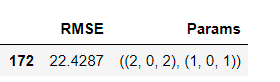 RMSE Params
172 22.4287 ((2, 0, 2), (1, 0, 1))